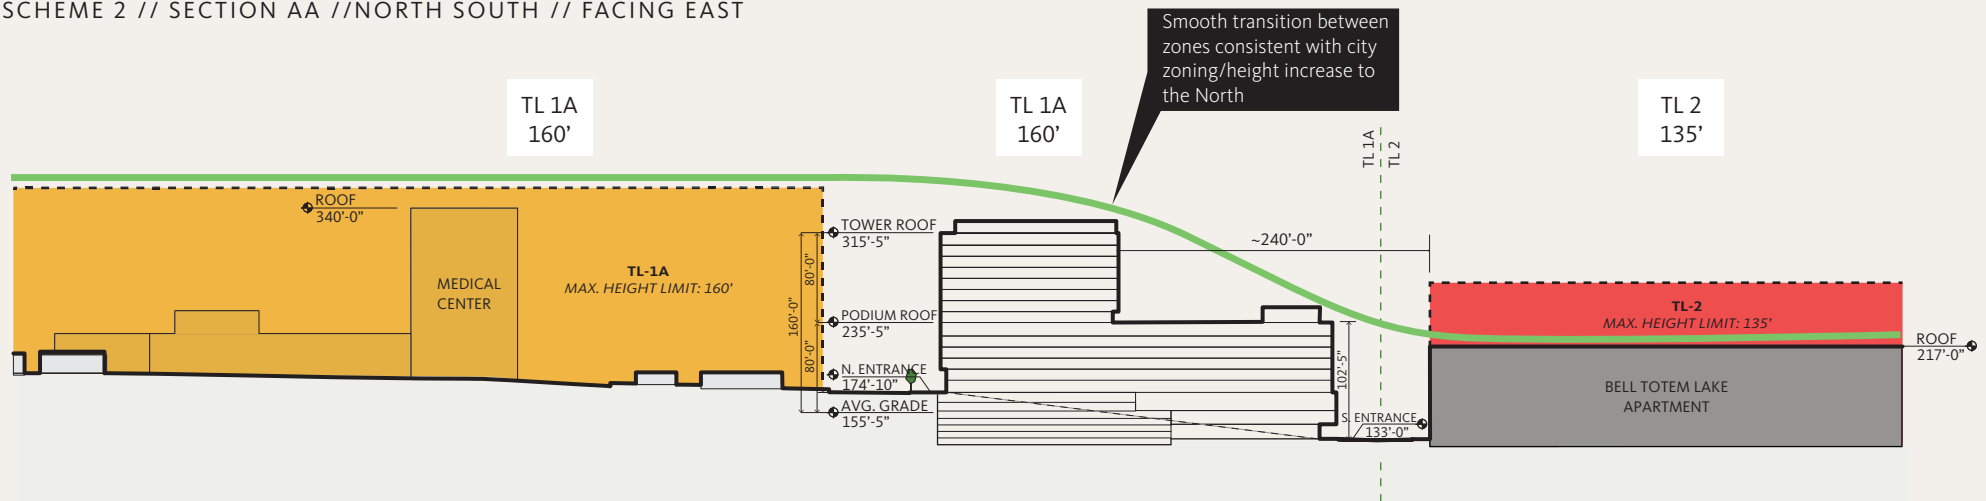 SCHEME 2 // SECTION AA //NORTH SOUTH // FACING EAST
Smooth transition between
zones consistent with city
zoning/height increase to
the North
TL 1A
160’
TL 1A
160’
TL 2
135’
TL 1A
TL 2
ROOF
340’-0”
MEDICAL
CENTER
TL-1A
MAX. HEIGHT LIMIT: 160’
160’-0”
80’-0”
80’-0”
TOWER ROOF
315’-5”
PODIUM ROOF
235’-5”
N. ENTRANCE
174’-10”
AVG. GRADE
155’-5”
~240’-0”
102’-5”
S. ENTRANCE
133’-0”
TL-2
MAX. HEIGHT LIMIT: 135’
ROOF
217’-0”
BELL TOTEM LAKE
APARTMENT